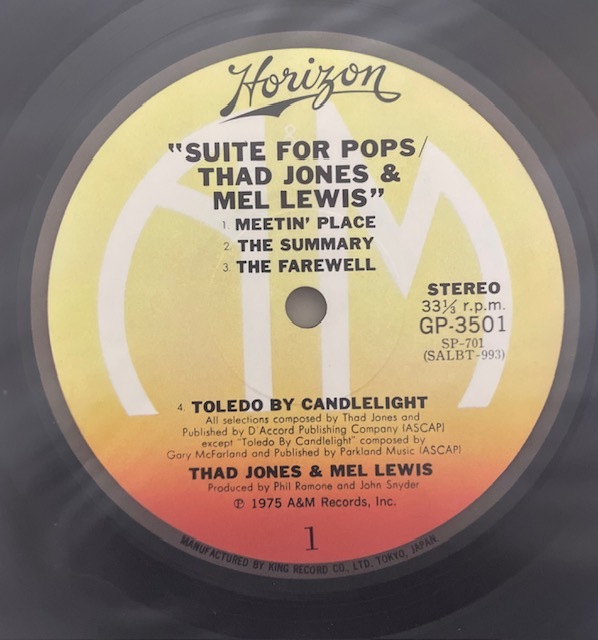 Horizon
"SUITE FOR POPS/
THAD JONES &
MEL LEWIS"
1. MEETIN' PLACE
2. THE SUMMARY
3. THE FAREWELL
STEREO
33⅓ r.p.m.
GP-3501
SP-701
(SALBT-993)
4. TOLEDO BY CANDLELIGHT
All selections composed by Thad Jones and
Published by D'Accord Publishing Company (ASCAP)
except "Toledo By Candlelight" composed by
Gary McFarland and Published by Parkland Music (ASCAP)
THAD JONES & MEL LEWIS
Produced by Phil Ramone and John Snyder
℗ 1975 A&M Records, Inc.
1
MANUFACTURED BY KING RECORD CO., LTD. TOKYO, JAPAN.
A&M